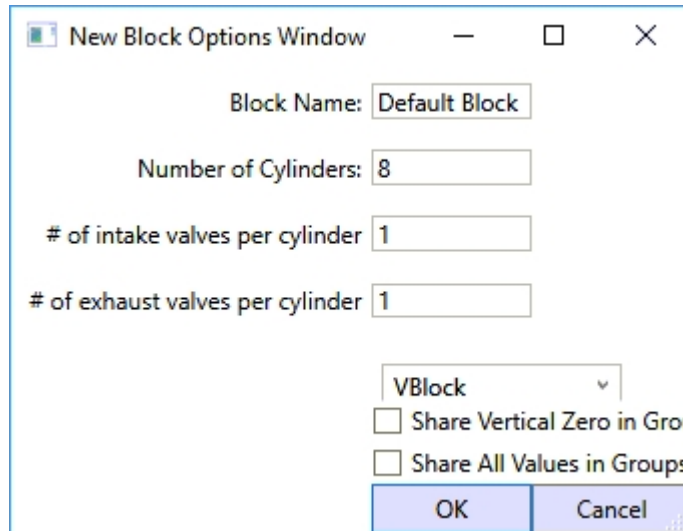 New Block Options Window
Block Name: Default Block
Number of Cylinders: 8
# of intake valves per cylinder 1
# of exhaust valves per cylinder 1
VBlock
Share Vertical Zero in Gro
Share All Values in Groups
OK Cancel